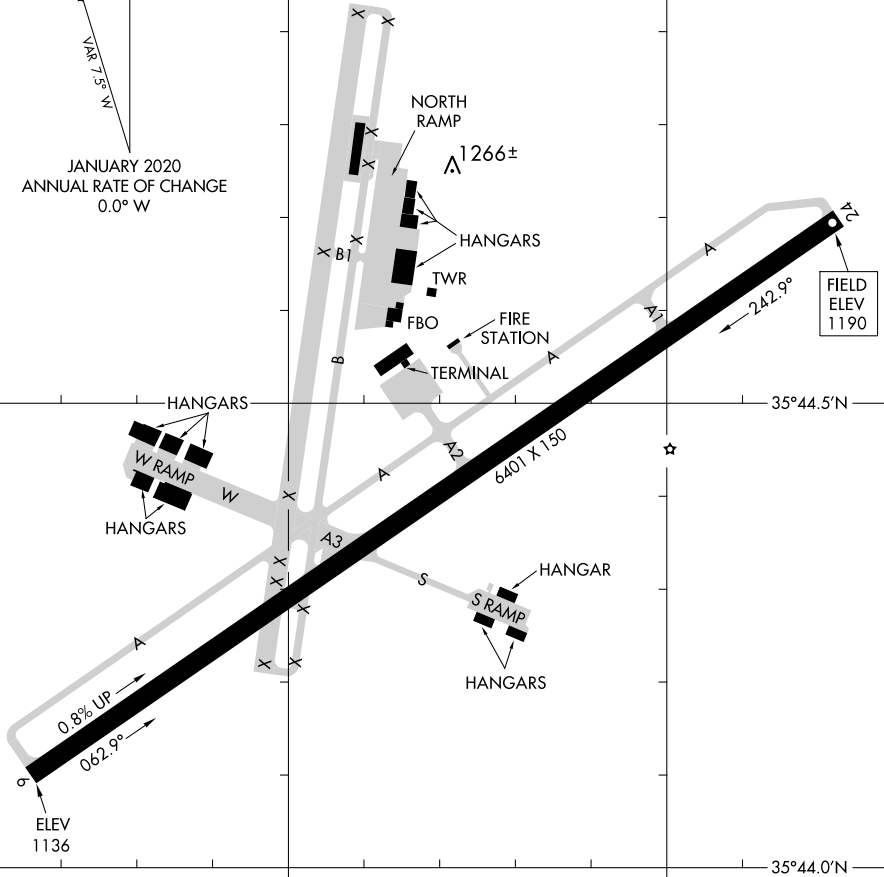 VAR 7.5° W
JANUARY 2020
ANNUAL RATE OF CHANGE
0.0° W
X
X
NORTH
RAMP
X
X
1266±
HANGARS
X
X
B1
TWR
FBO
FIRE
STATION
B
TERMINAL
A
24
A
A1
242.9°
FIELD
ELEV
1190
35°44.5'N
HANGARS
W RAMP
W
HANGARS
A2
A
6401 X 150
X
A3
X
X
X
S
HANGAR
S RAMP
HANGARS
X
X
A
0.8% UP
062.9°
6
ELEV
1136
35°44.0'N